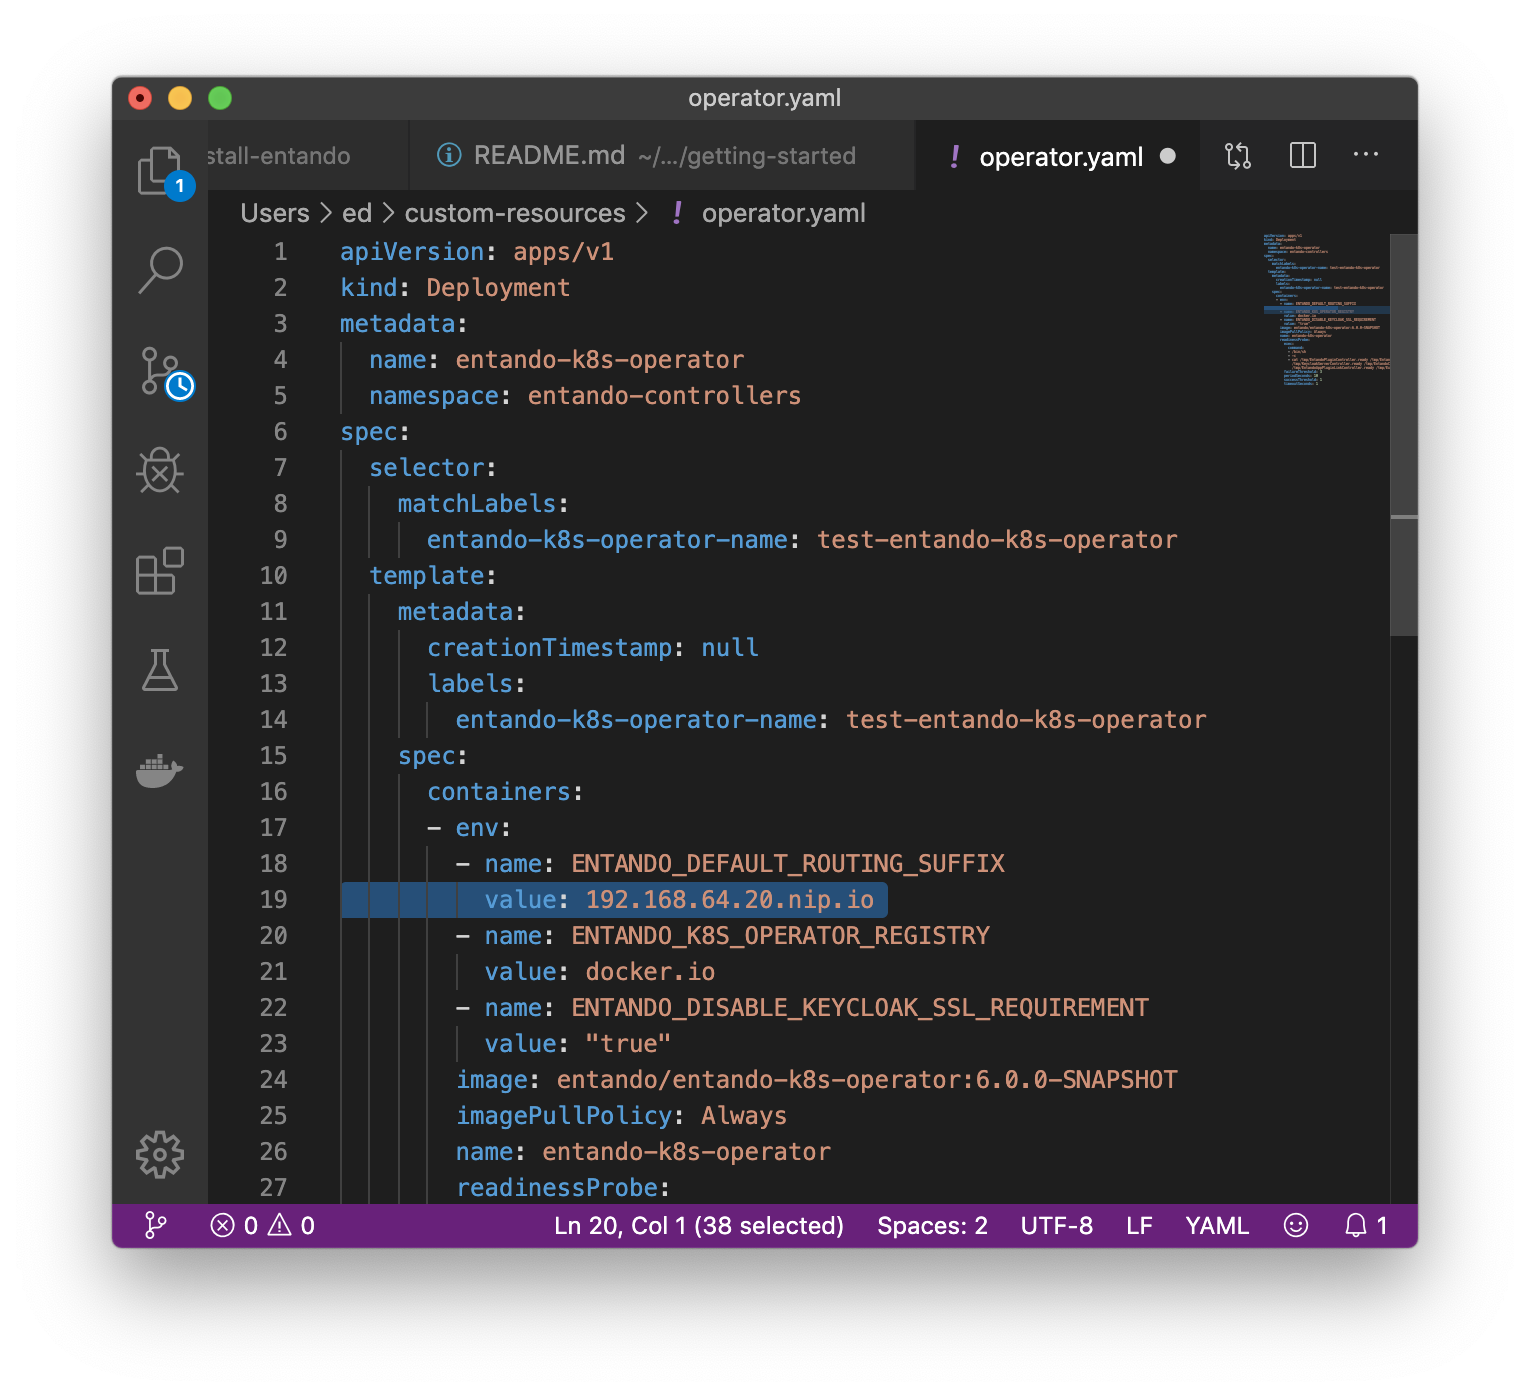 operator.yaml
stall-entando
README.md ~/.../getting-started
! operator.yaml
1
Users > ed > custom-resources > ! operator.yaml
1 apiVersion: apps/v1
2 kind: Deployment
3 metadata:
4 name: entando-k8s-operator
5 namespace: entando-controllers
6 spec:
7 selector:
8 matchLabels:
9 entando-k8s-operator-name: test-entando-k8s-operator
10 template:
11 metadata:
12 creationTimestamp: null
13 labels:
14 entando-k8s-operator-name: test-entando-k8s-operator
15 spec:
16 containers:
17 - env:
18 - name: ENTANDO_DEFAULT_ROUTING_SUFFIX
19 value: 192.168.64.20.nip.io
20 - name: ENTANDO_K8S_OPERATOR_REGISTRY
21 value: docker.io
22 - name: ENTANDO_DISABLE_KEYCLOAK_SSL_REQUIREMENT
23 value: "true"
24 image: entando/entando-k8s-operator:6.0.0-SNAPSHOT
25 imagePullPolicy: Always
26 name: entando-k8s-operator
27 readinessProbe:
0 0 Ln 20, Col 1 (38 selected) Spaces: 2 UTF-8 LF YAML 1